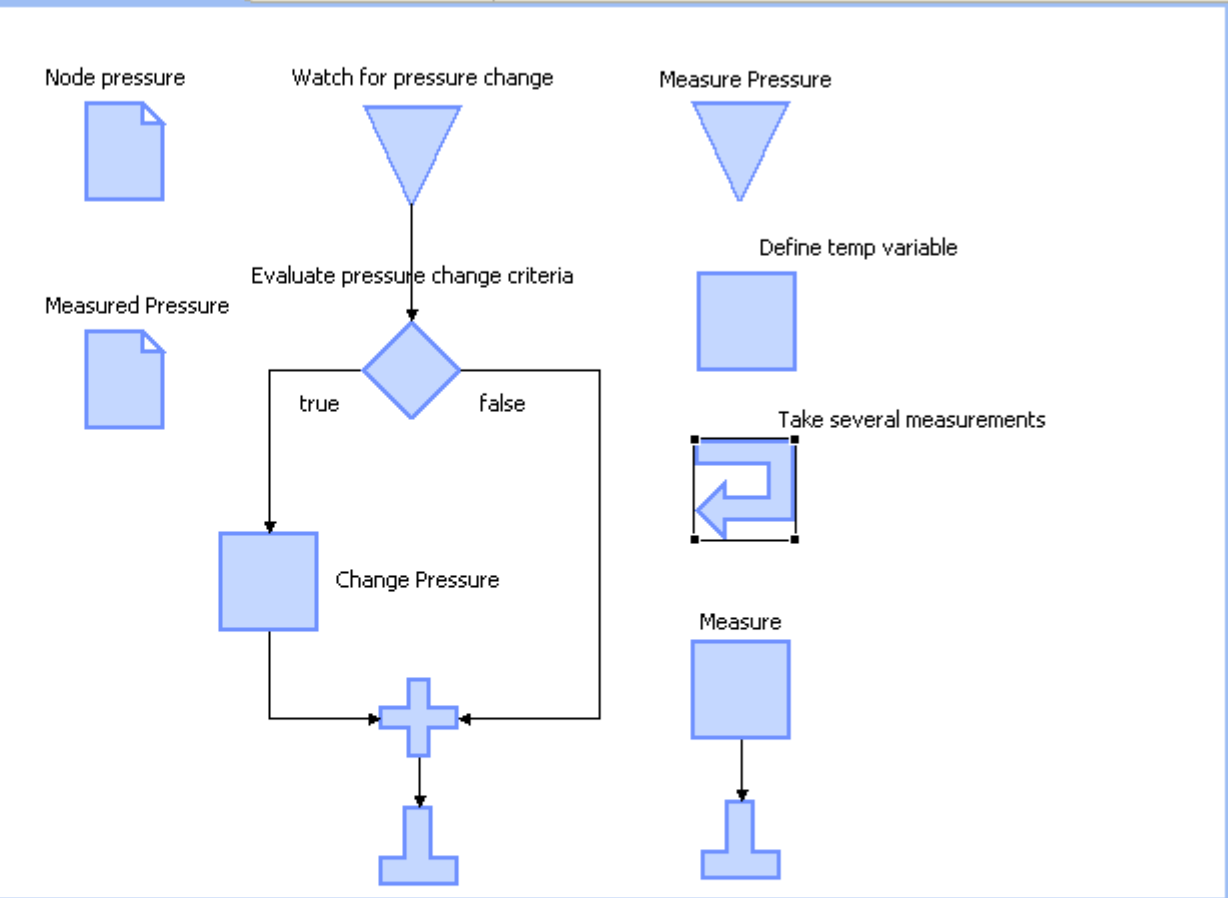 Node pressure
Watch for pressure change
Measure Pressure
Define temp variable
Evaluate pressure change criteria
Measured Pressure
true
false
Take several measurements
Change Pressure
Measure